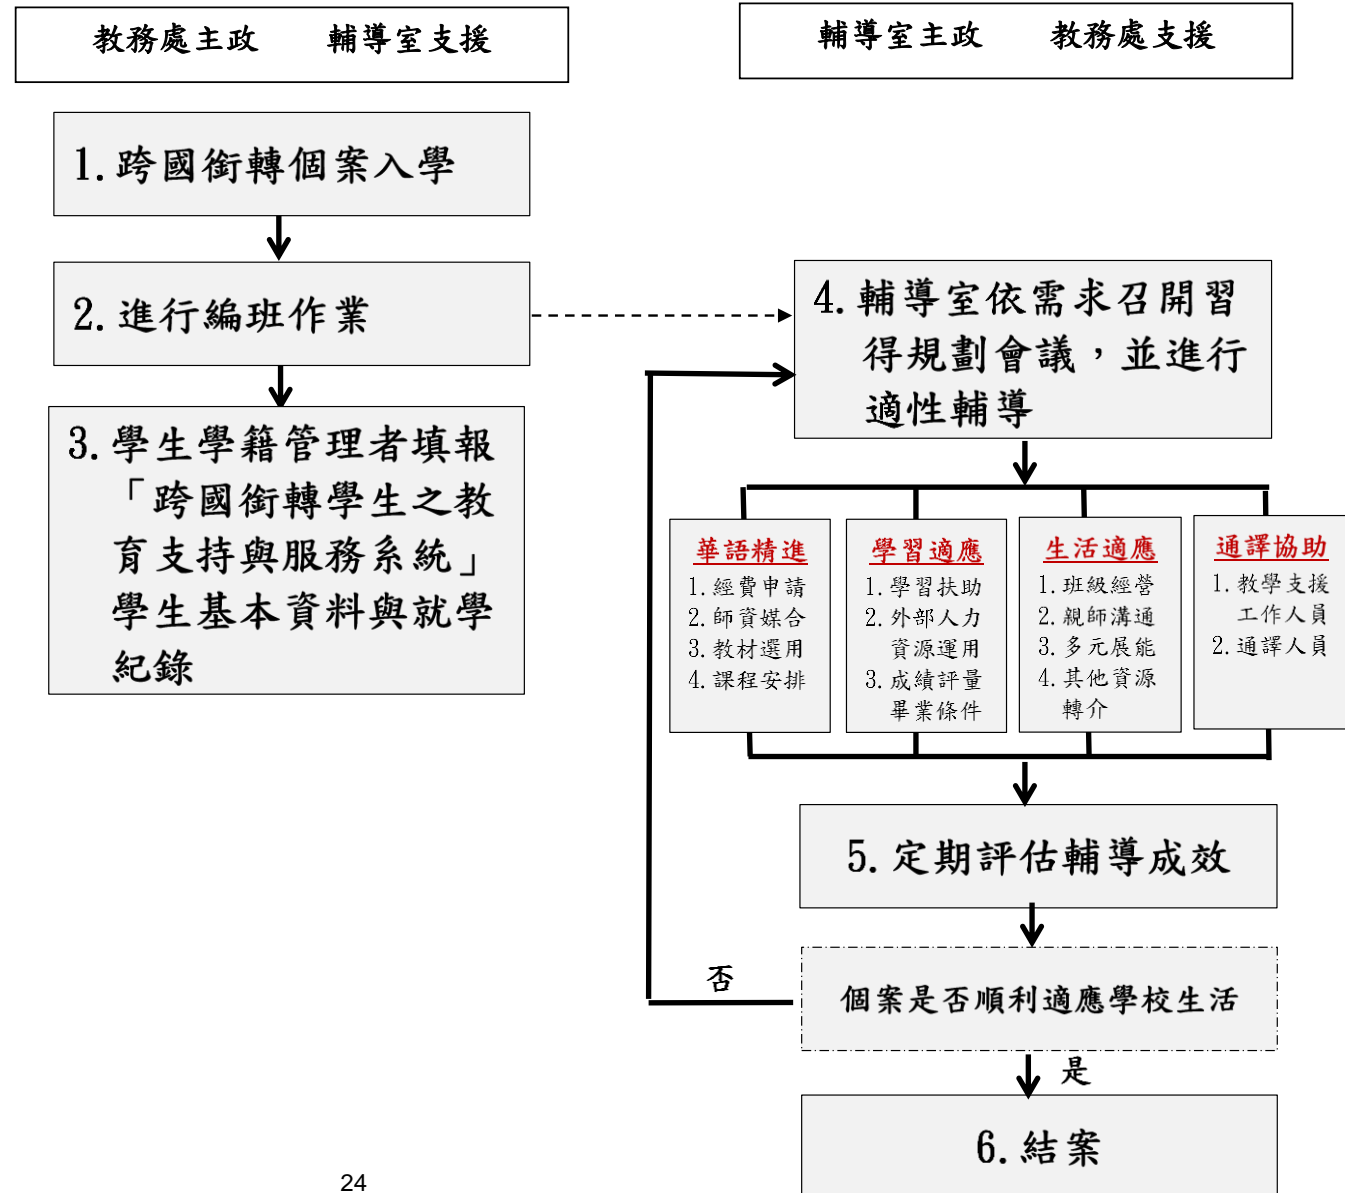 教務處主政 輔導室支援
輔導室主政 教務處支援
1. 跨國銜轉個案入學
2. 進行編班作業
3. 學生學籍管理者填報
「跨國銜轉學生之教
育支持與服務系統」
學生基本資料與就學
紀錄
4. 輔導室依需求召開習
得規劃會議，並進行
適性輔導
華語精進
1. 經費申請
2. 師資媒合
3. 教材選用
4. 課程安排
學習適應
1. 學習扶助
2. 外部人力
資源運用
3. 成績評量
畢業條件
生活適應
1. 班級經營
2. 親師溝通
3. 多元展能
4. 其他資源
轉介
通譯協助
1. 教學支援
工作人員
2. 通譯人員
5. 定期評估輔導成效
個案是否順利適應學校生活
否
是
6. 結案
24